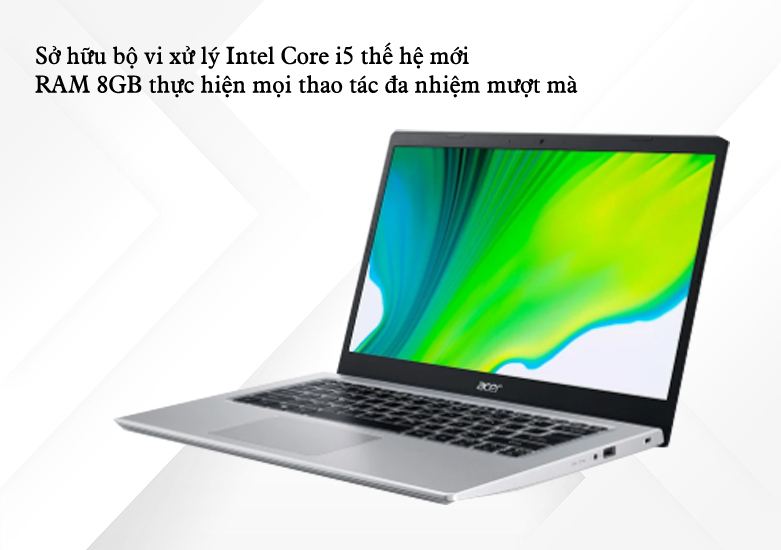 Sở hữu bộ vi xử lý Intel Core i5 thế hệ mới
RAM 8GB thực hiện mọi thao tác đa nhiệm mượt mà
acer